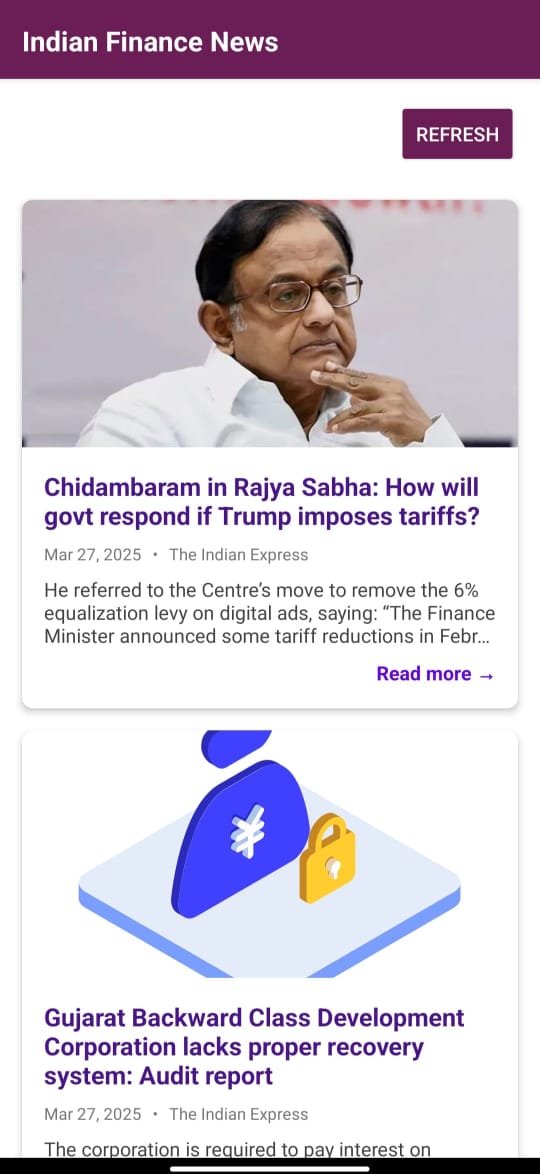 Indian Finance News
REFRESH
Chidambaram in Rajya Sabha: How will
govt respond if Trump imposes tariffs?
Mar 27, 2025 • The Indian Express
He referred to the Centre’s move to remove the 6%
equalization levy on digital ads, saying: “The Finance
Minister announced some tariff reductions in Febr...
Read more →
¥
Gujarat Backward Class Development
Corporation lacks proper recovery
system: Audit report
Mar 27, 2025 • The Indian Express
The corporation is required to pay interest on